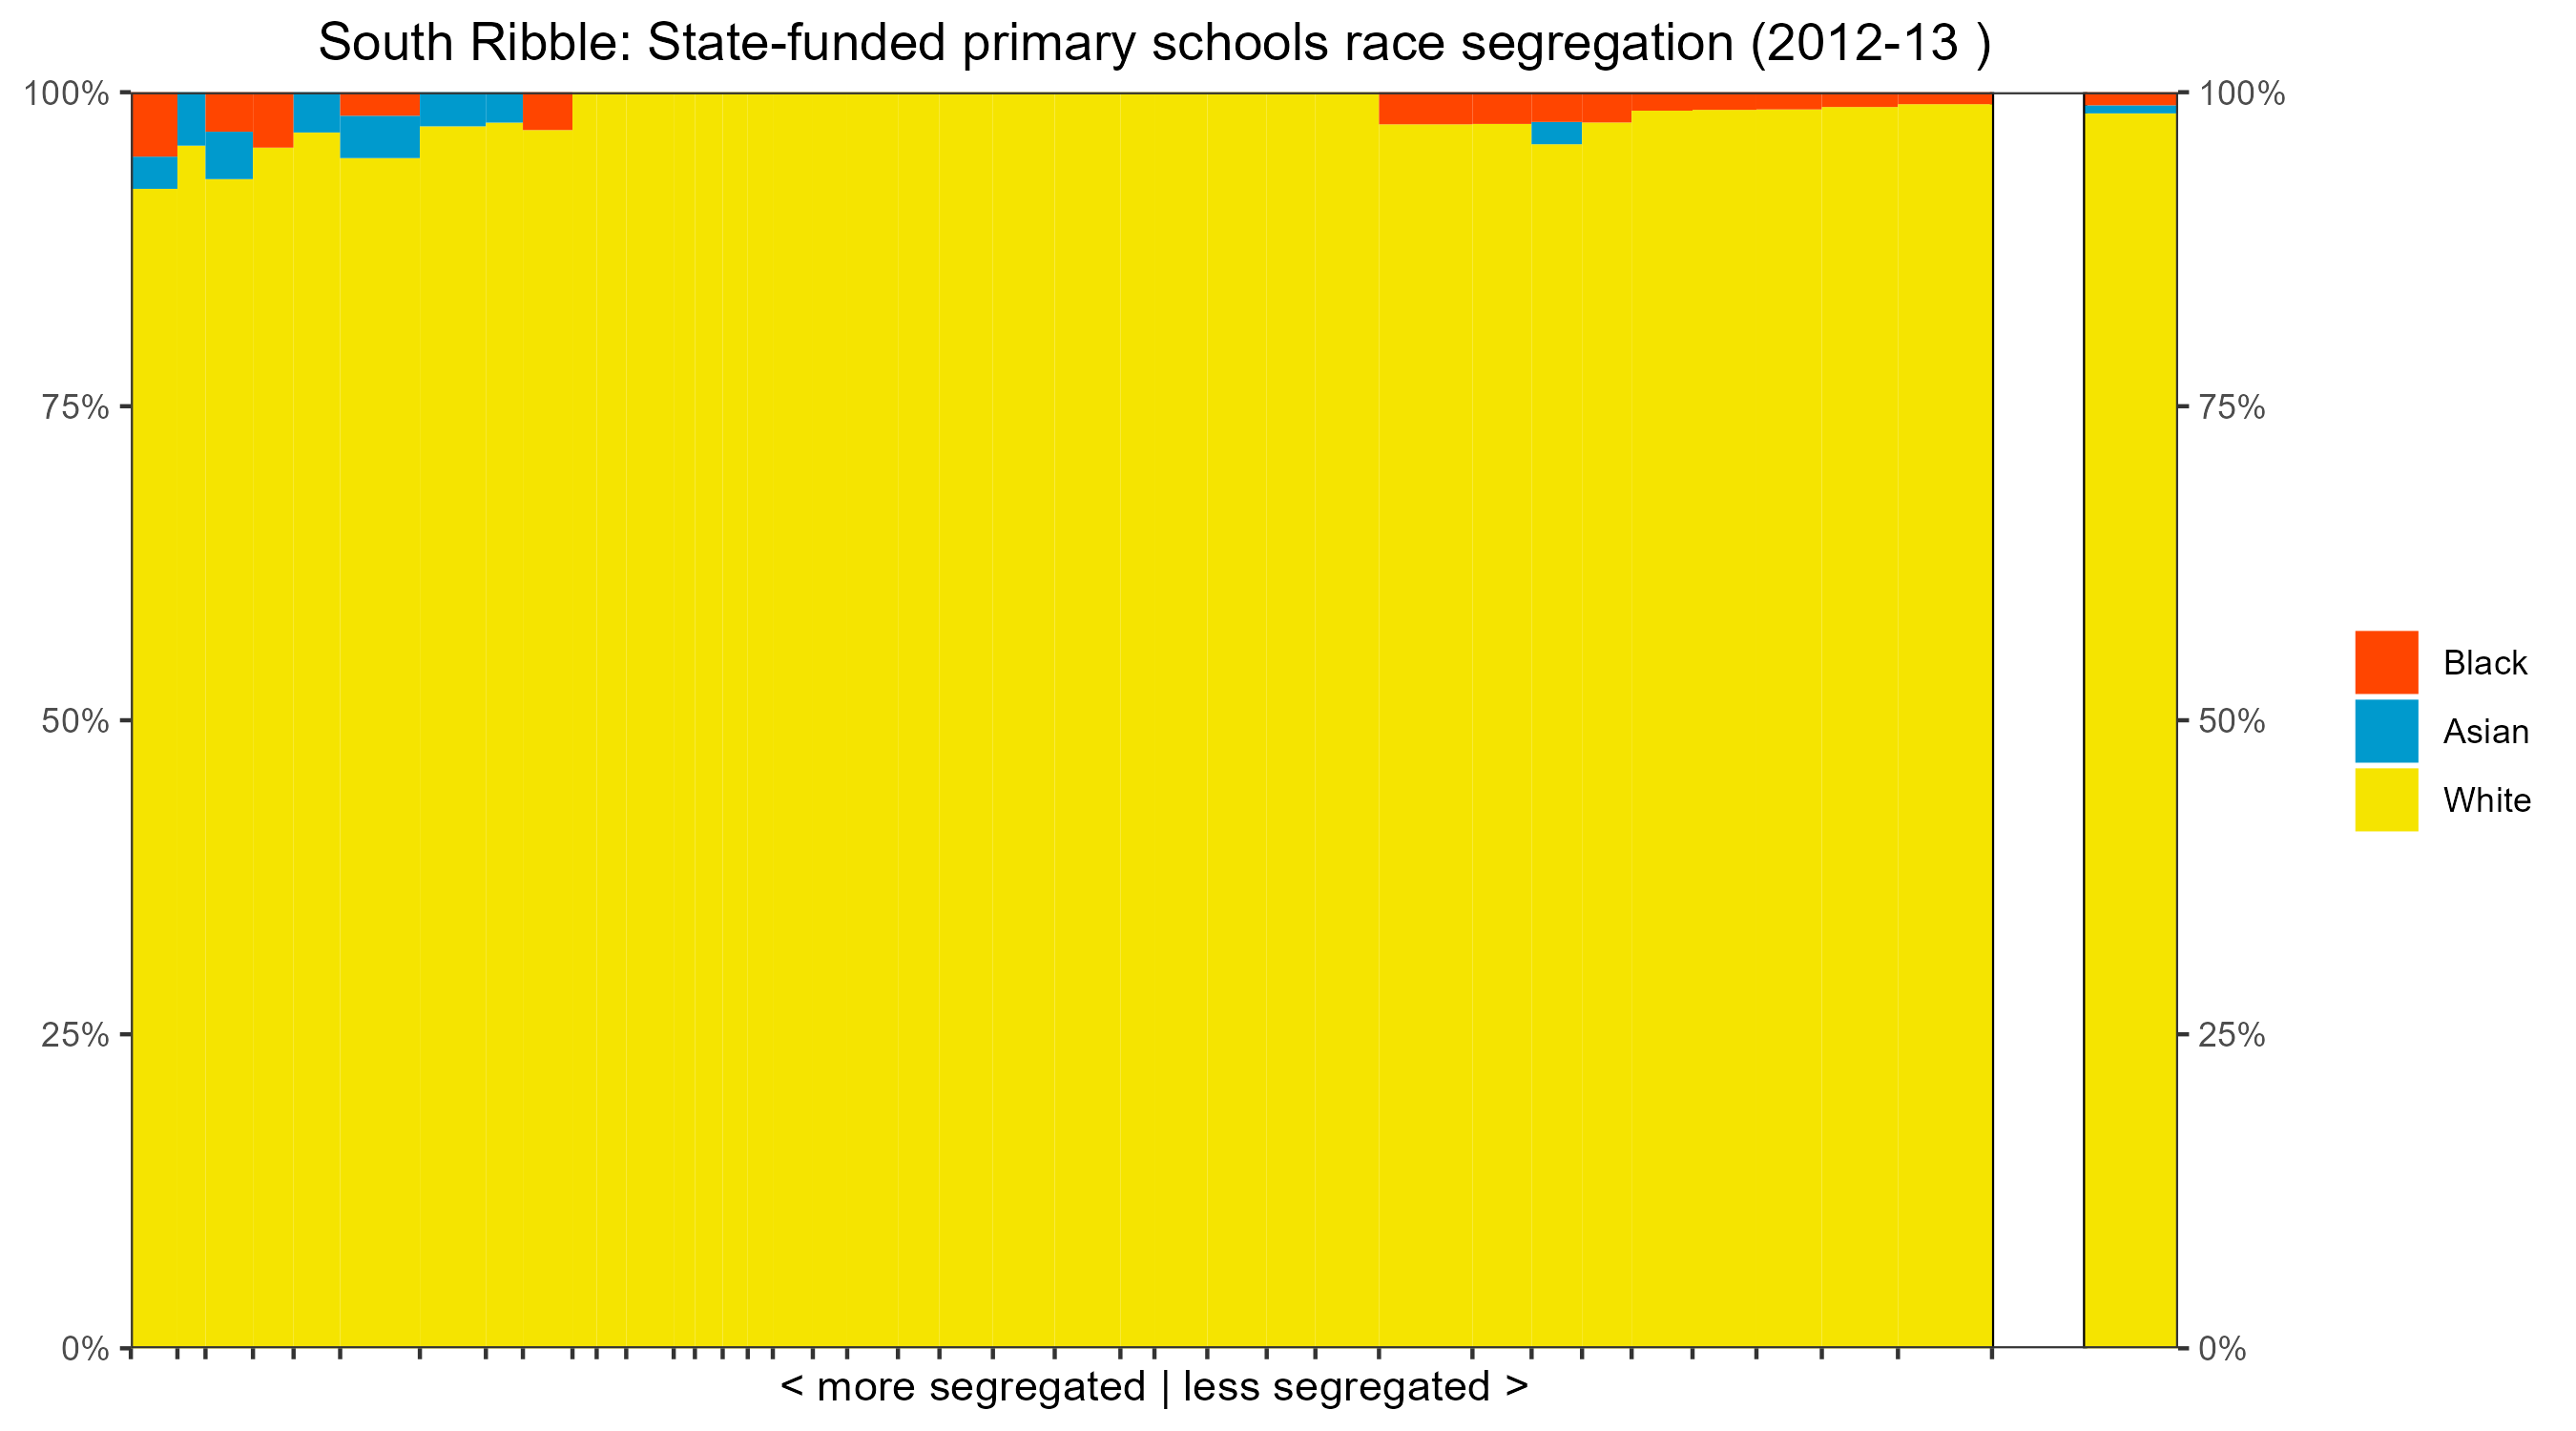 South Ribble: State-funded primary schools race segregation (2012-13 )
100%
75%
50%
25%
0%
100%
75%
50%
25%
0%
Black
Asian
White
< more segregated | less segregated >